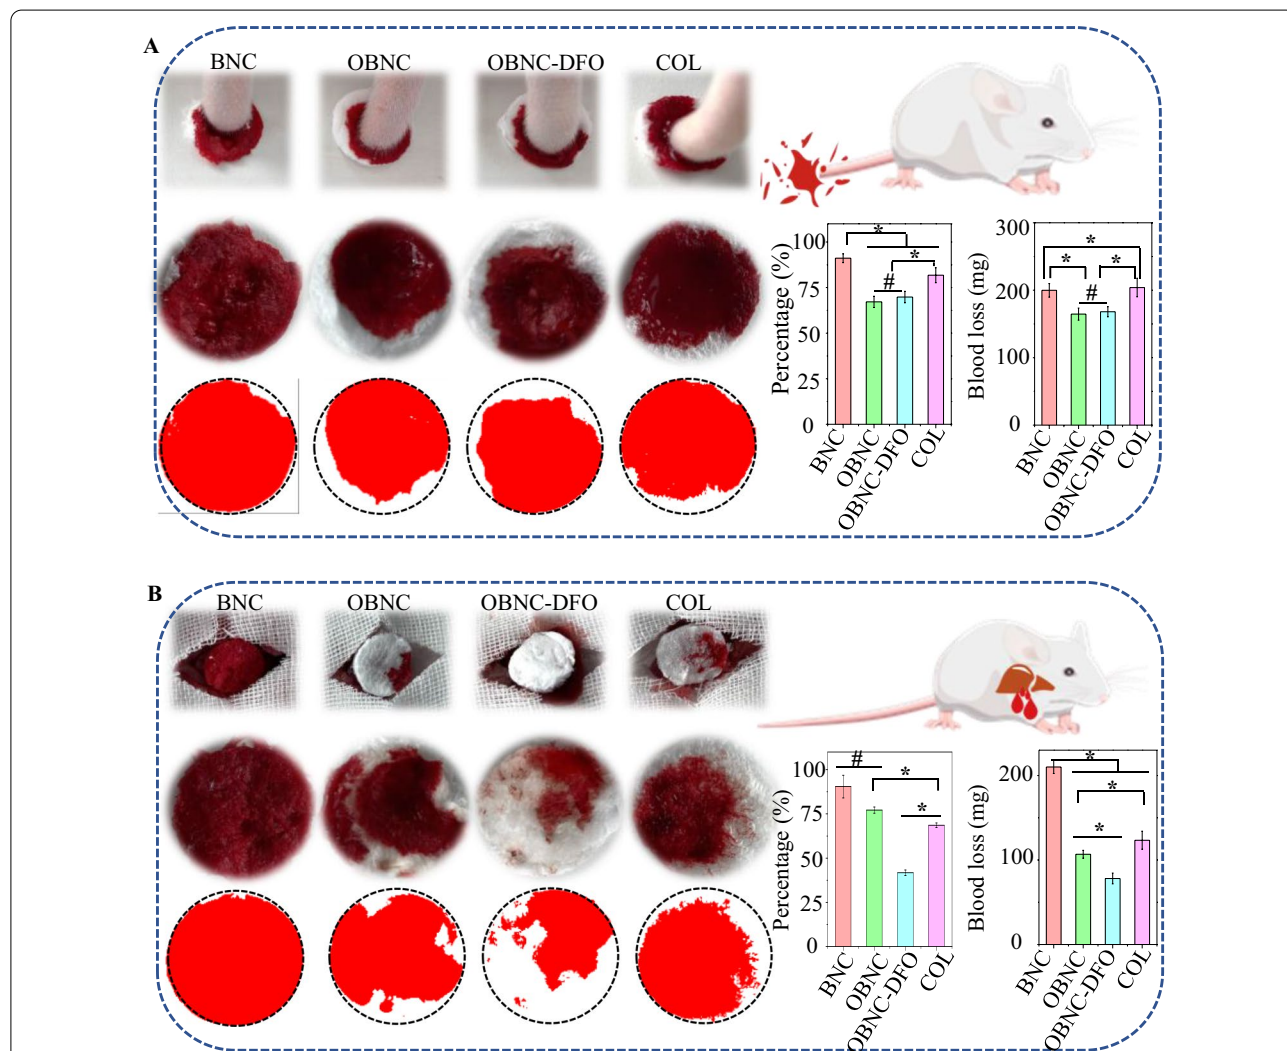 A
BNC OBNC OBNC-DFO COL
Percentage (%)
100
75
50
25
0
*
*
#
BNC
OBNC
OBNC-DFO
COL
Blood loss (mg)
300
200
100
0
*
*
*
#
BNC
OBNC
OBNC-DFO
COL
B
BNC OBNC OBNC-DFO COL
Percentage (%)
100
75
50
25
0
#
*
*
BNC
OBNC
OBNC-DFO
COL
Blood loss (mg)
200
100
0
*
*
*
BNC
OBNC
OBNC-DFO
COL